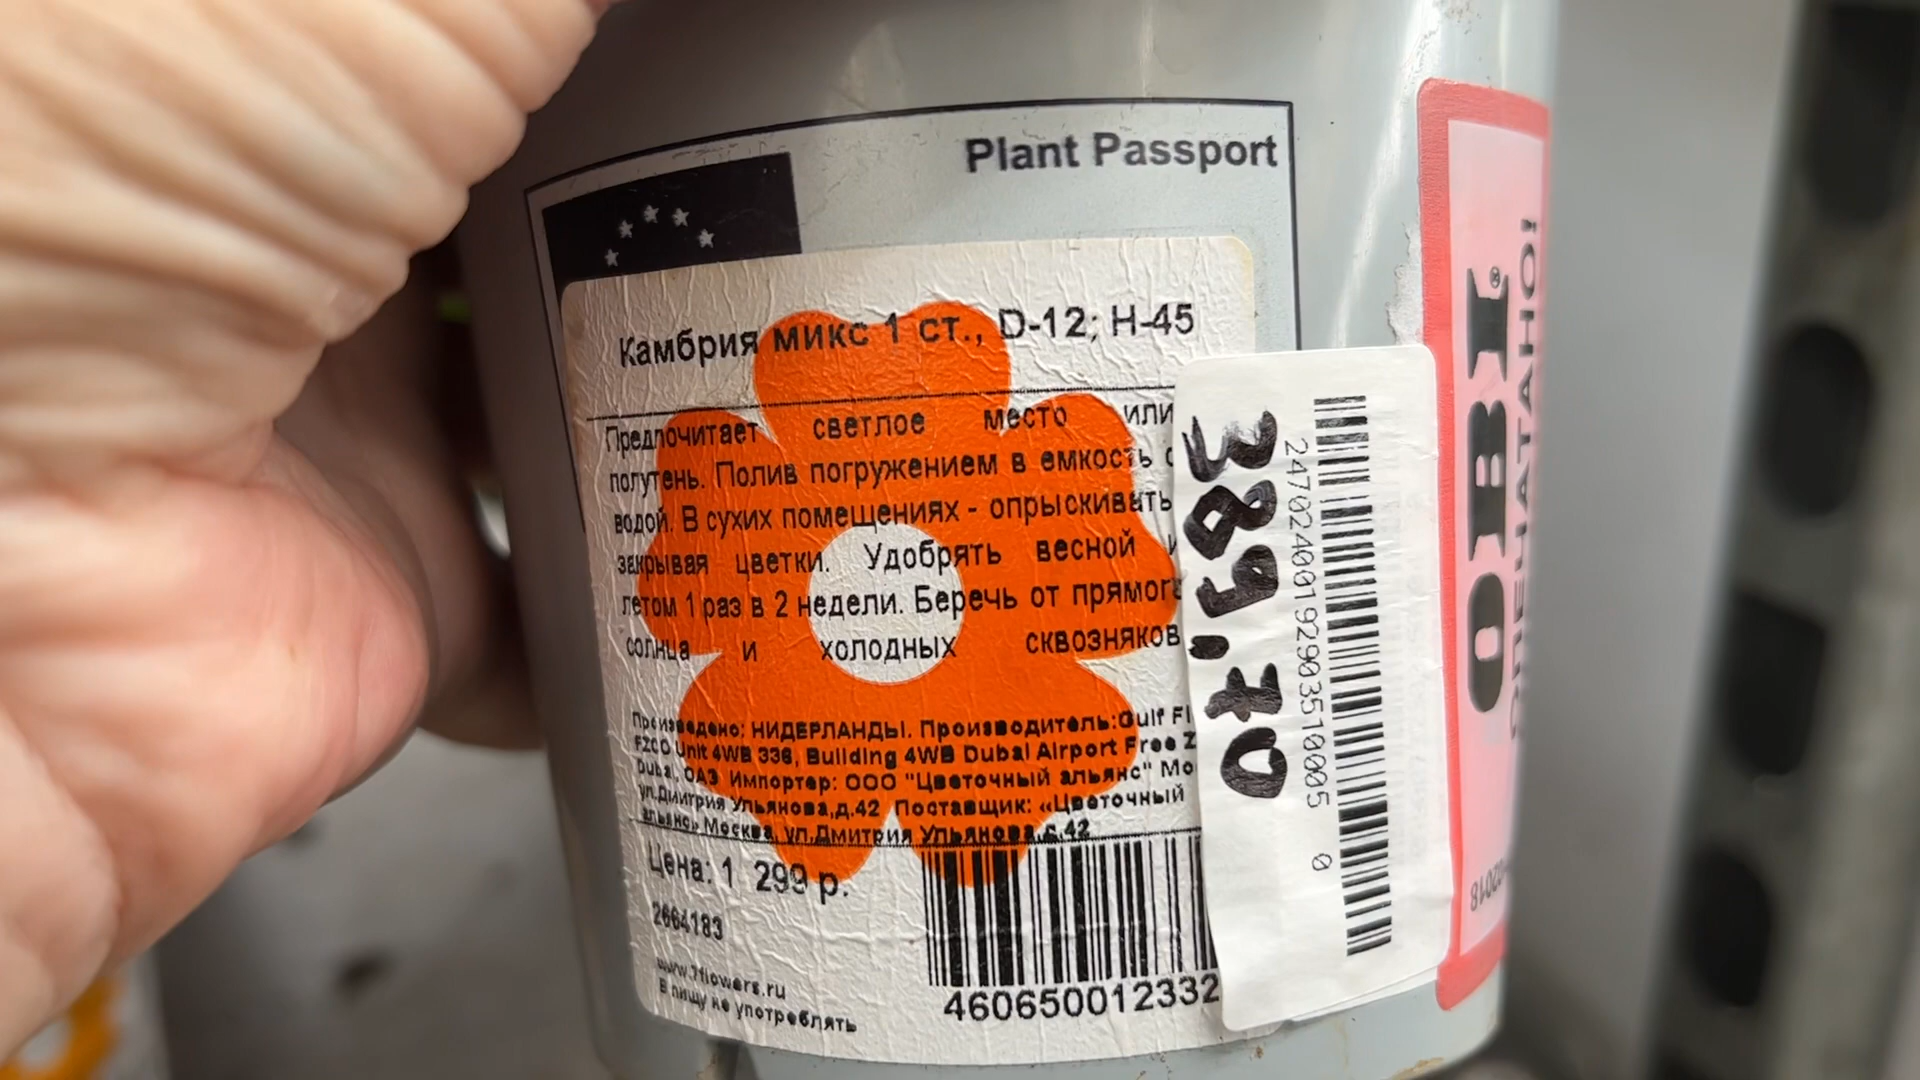 Plant Passport
Камбрия микс 1 ст., D-12; H-45
Предпочитает светлое место или
полутень. Полив погружением в емкость с
водой. В сухих помещениях - опрыскивать
закрывая цветки. Удобрять весной и
летом 1 раз в 2 недели. Беречь от прямого
солнца и холодных сквозняков
Произведено: НИДЕРЛАНДЫ. Производитель:Gulf Fl
FZCO Unit 4WB 336, Building 4WB Dubai Airport Free Z
Dubai, ОАЭ Импортер: ООО "Цветочный альянс" Мо
ул.Дмитрия Ульянова,д.42 Поставщик: «Цветочный
альянс» Москва, ул.Дмитрия Ульянова,д.42
Цена: 1 299 р.
2664183
www.7flowers.ru
В пищу не употреблять
460650012332
389,70
2470240019290351000 5 0
OBI®